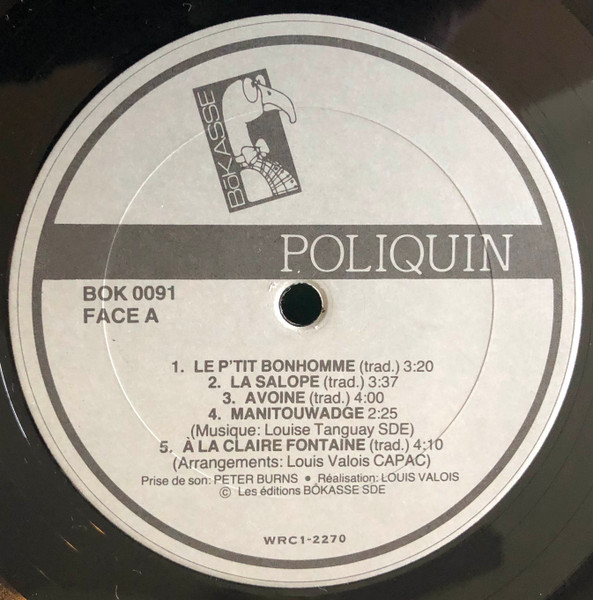 BôKASSE
POLIQUIN
BOK 0091
FACE A
1. LE P'TIT BONHOMME (trad.) 3:20
2. LA SALOPE (trad.) 3:37
3. AVOINE (trad.) 4:00
4. MANITOUWADGE 2:25
(Musique: Louise Tanguay SDE)
5. À LA CLAIRE FONTAINE (trad.) 4:10
(Arrangements: Louis Valois CAPAC)
Prise de son: PETER BURNS • Réalisation: LOUIS VALOIS
© Les éditions BÔKASSE SDE
WRC1-2270